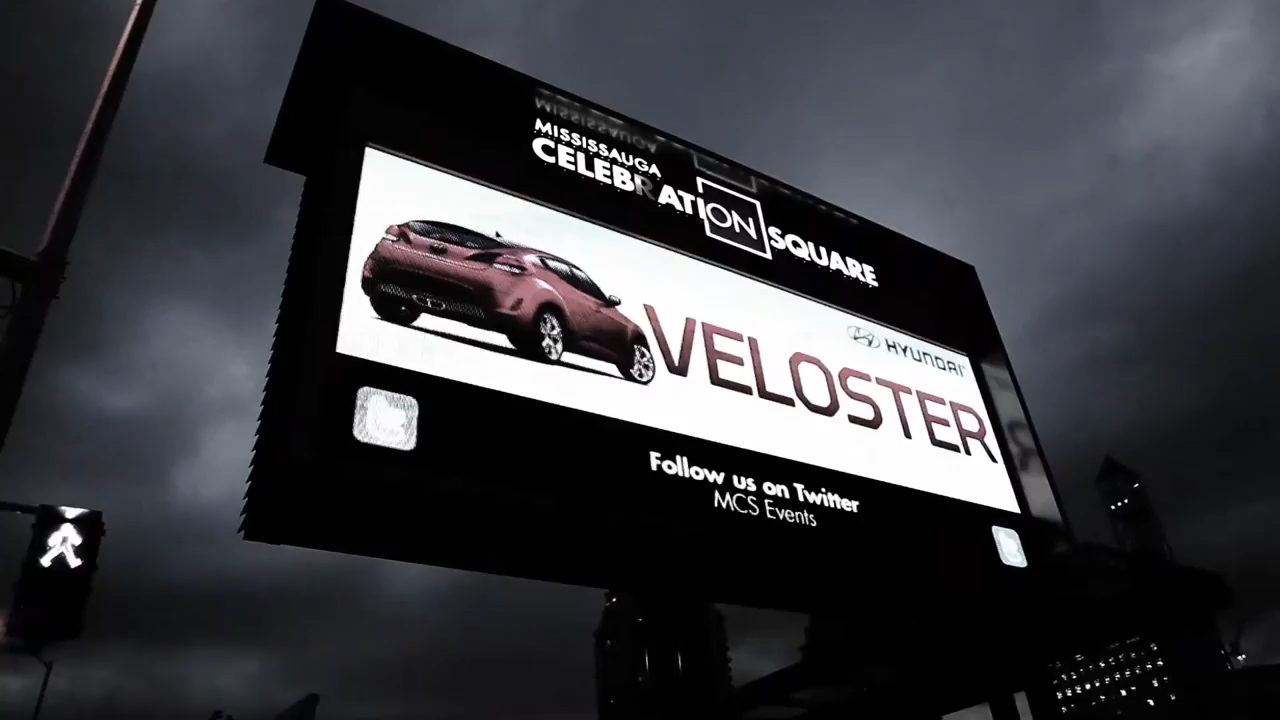 MISSISSAUGA
CELEBRATION SQUARE
HYUNDAI
VELOSTER
Follow us on Twitter
MCS Events